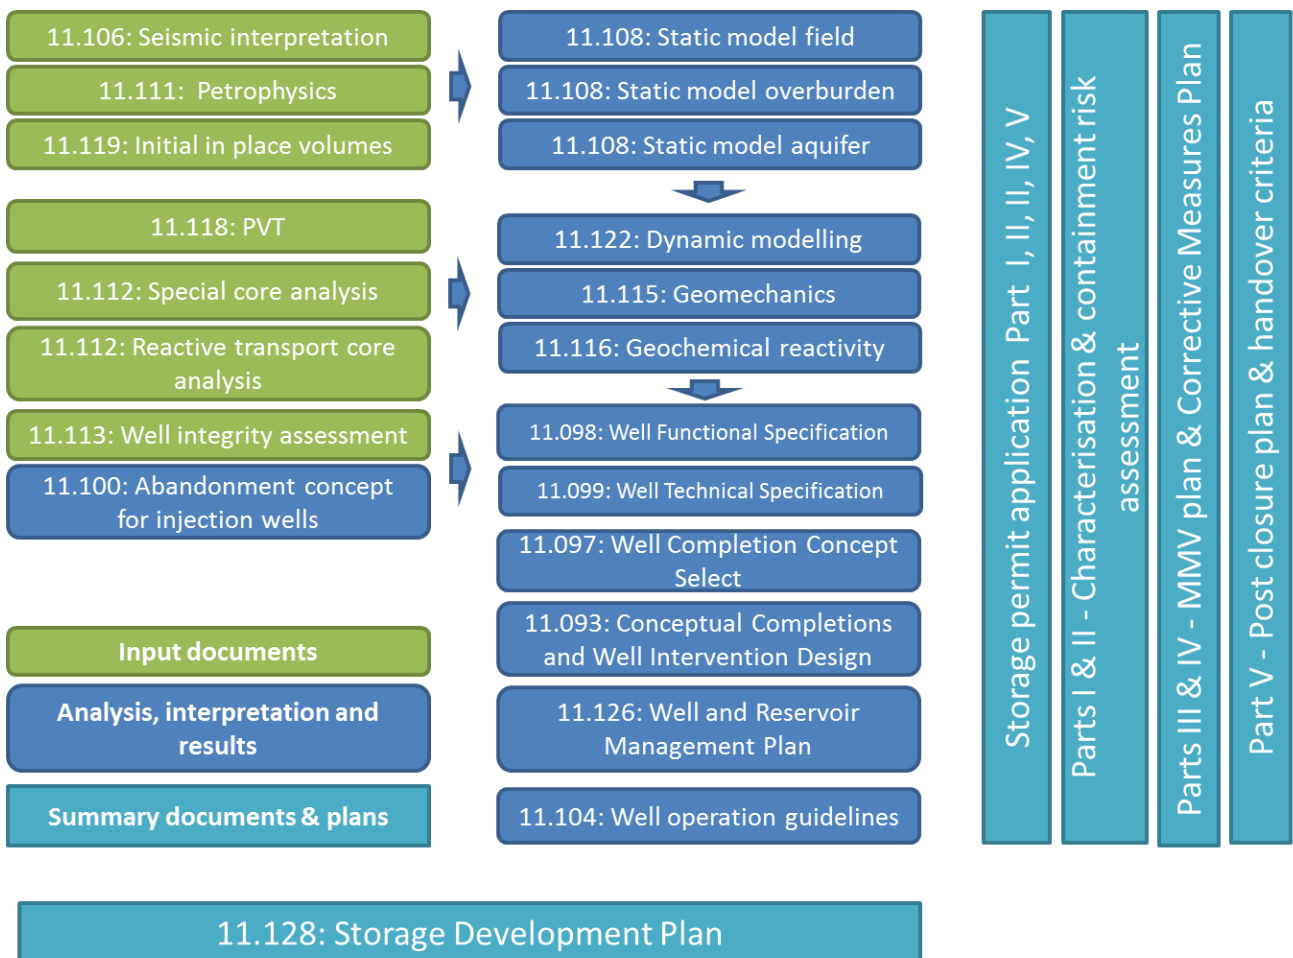 11.106: Seismic interpretation
11.111:  Petrophysics
11.119: Initial in place volumes
11.108: Static model field
11.108: Static model overburden
11.108: Static model aquifer
11.118: PVT
11.112: Special core analysis
11.112: Reactive transport core
analysis
11.122: Dynamic modelling
11.115: Geomechanics
11.116: Geochemical reactivity
11.113: Well integrity assessment
11.100: Abandonment concept
for injection wells
11.098: Well Functional Specification
11.099: Well Technical Specification
11.097: Well Completion Concept
Select
11.093: Conceptual Completions
and Well Intervention Design
11.126: Well and Reservoir
Management Plan
11.104: Well operation guidelines
Input documents
Analysis, interpretation and
results
Summary documents & plans
Storage permit application Part  I, II, II, IV, V
Parts I & II - Characterisation & containment risk
assessment
Parts III & IV - MMV plan & Corrective Measures Plan
Part V - Post closure plan & handover criteria
11.128: Storage Development Plan